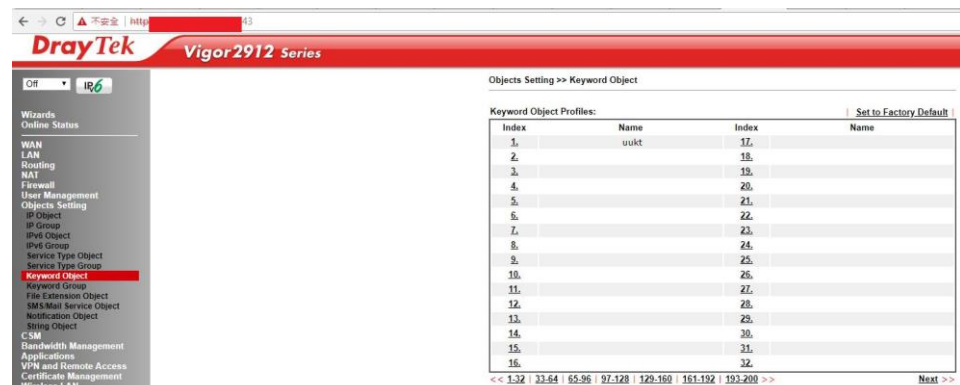 不安全 | http 43
DrayTek
Vigor2912 Series
Off
IPv6
Wizards
Online Status
WAN
LAN
Routing
NAT
Firewall
User Management
Objects Setting
IP Object
IP Group
IPv6 Object
IPv6 Group
Service Type Object
Service Type Group
Keyword Object
Keyword Group
File Extension Object
SMS/Mail Service Object
Notification Object
String Object
CSM
Bandwidth Management
Applications
VPN and Remote Access
Certificate Management
Wireless LAN
Objects Setting >> Keyword Object
Keyword Object Profiles: | Set to Factory Default |
Index Name Index Name
1. uukt 17.
2. 18.
3. 19.
4. 20.
5. 21.
6. 22.
7. 23.
8. 24.
9. 25.
10. 26.
11. 27.
12. 28.
13. 29.
14. 30.
15. 31.
16. 32.
<< 1-32 | 33-64 | 65-96 | 97-128 | 129-160 | 161-192 | 193-200 >> Next >>